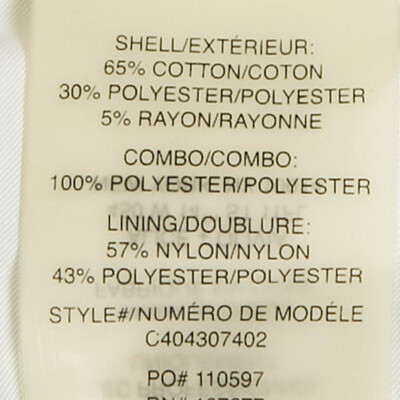 SHELL/EXTÉRIEUR:
65% COTTON/COTON
30% POLYESTER/POLYESTER
5% RAYON/RAYONNE
COMBO/COMBO:
100% POLYESTER/POLYESTER
LINING/DOUBLURE:
57% NYLON/NYLON
43% POLYESTER/POLYESTER
STYLE#/NUMÉRO DE MODÉLE
C404307402
PO# 110597